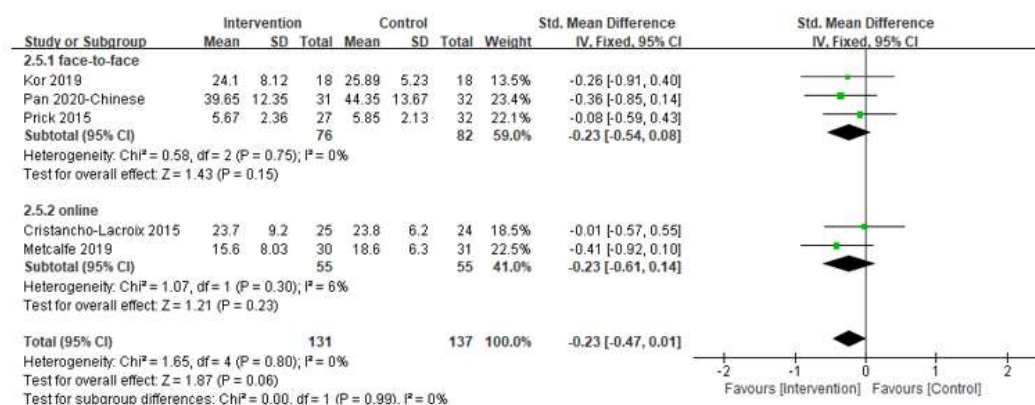 Intervention Control Std. Mean Difference Std. Mean Difference
Study or Subgroup Mean SD Total Mean SD Total Weight IV, Fixed, 95% CI IV, Fixed, 95% CI
2.5.1 face-to-face
Kor 2019 24.1 8.12 18 25.89 5.23 18 13.5% -0.26 [-0.91, 0.40]
Pan 2020-Chinese 39.65 12.35 31 44.35 13.67 32 23.4% -0.36 [-0.85, 0.14]
Prick 2015 5.67 2.36 27 5.85 2.13 32 22.1% -0.08 [-0.59, 0.43]
Subtotal (95% CI) 76 82 59.0% -0.23 [-0.54, 0.08]
Heterogeneity: Chi² = 0.58, df = 2 (P = 0.75); I² = 0%
Test for overall effect: Z = 1.43 (P = 0.15)
2.5.2 online
Cristancho-Lacroix 2015 23.7 9.2 25 23.8 6.2 24 18.5% -0.01 [-0.57, 0.55]
Metcalfe 2019 15.6 8.03 30 18.6 6.3 31 22.5% -0.41 [-0.92, 0.10]
Subtotal (95% CI) 55 55 41.0% -0.23 [-0.61, 0.14]
Heterogeneity: Chi² = 1.07, df = 1 (P = 0.30); I² = 6%
Test for overall effect: Z = 1.21 (P = 0.23)
Total (95% CI) 131 137 100.0% -0.23 [-0.47, 0.01]
Heterogeneity: Chi² = 1.65, df = 4 (P = 0.80); I² = 0%
Test for overall effect: Z = 1.87 (P = 0.06)
Test for subgroup differences: Chi² = 0.00, df = 1 (P = 0.99), I² = 0%
-2 -1 0 1 2
Favours [Intervention] Favours [Control]